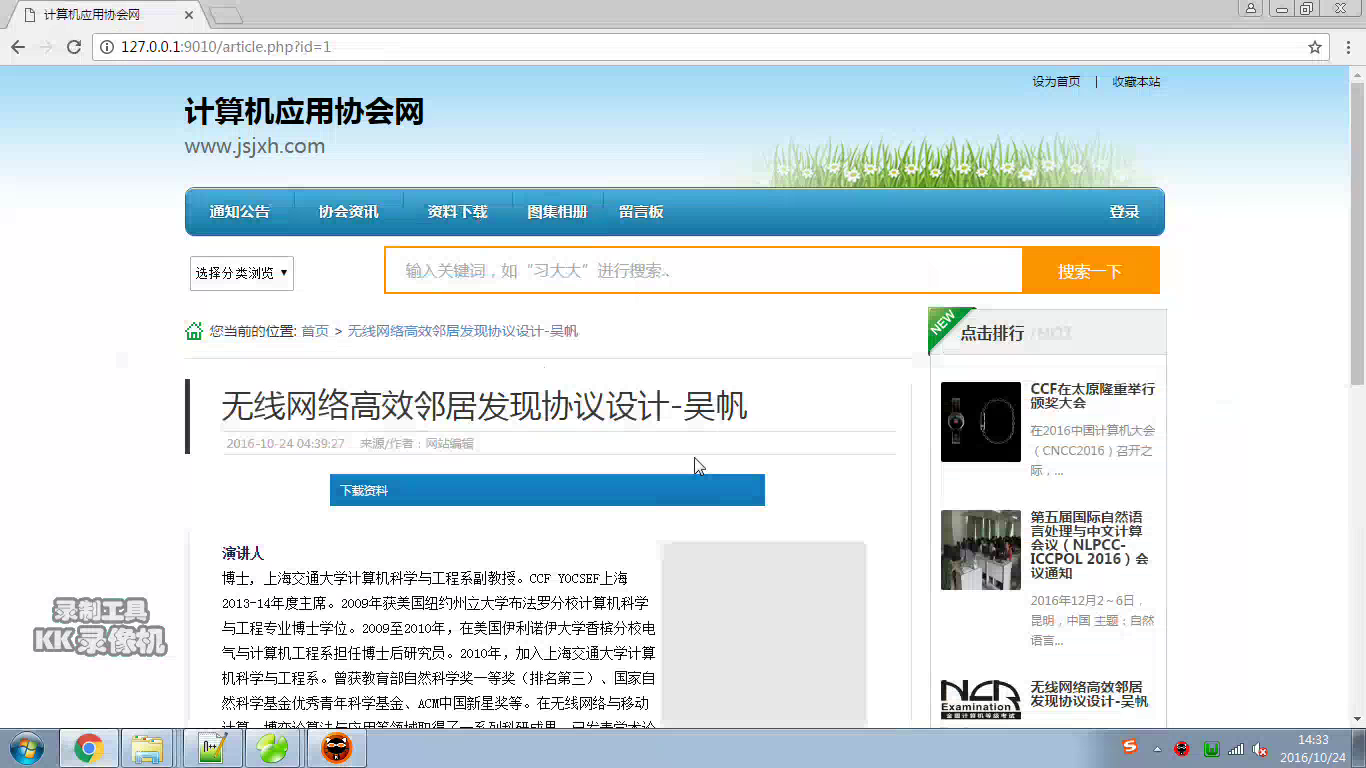 计算机应用协会网
127.0.0.1:9010/article.php?id=1
设为首页 | 收藏本站
计算机应用协会网
www.jsjxh.com
通知公告 协会资讯 资料下载 图集相册 留言板 登录
选择分类浏览 ▼
输入关键词，如“习大大”进行搜索、 搜索一下
您当前的位置: 首页 > 无线网络高效邻居发现协议设计-吴帆
无线网络高效邻居发现协议设计-吴帆
2016-10-24 04:39:27 来源/作者：网站编辑
下载资料
演讲人
博士，上海交通大学计算机科学与工程系副教授。CCF YOCSEF上海
2013-14年度主席。2009年获美国纽约州立大学布法罗分校计算机科学
与工程专业博士学位。2009至2010年，在美国伊利诺伊大学香槟分校电
气与计算机工程系担任博士后研究员。2010年，加入上海交通大学计算
机科学与工程系。曾获教育部自然科学奖一等奖（排名第三）、国家自
然科学基金优秀青年科学基金、ACM中国新星奖等。在无线网络与移动
计算、博弈论算法与应用等领域取得了一系列科研成果，已发表学术论
NEW
点击排行 / HOT
CCF在太原隆重举行
颁奖大会
在2016中国计算机大会
（CNCC2016）召开之
际，...
第五届国际自然语
言处理与中文计算
会议（NLPCC-
ICCPOL 2016）会
议通知
2016年12月2～6日，
昆明，中国 主题：自然
语言...
NCR
Examination
全国计算机等级考试
无线网络高效邻居
发现协议设计-吴帆
录制工具
KK 录像机
14:33
2016/10/24